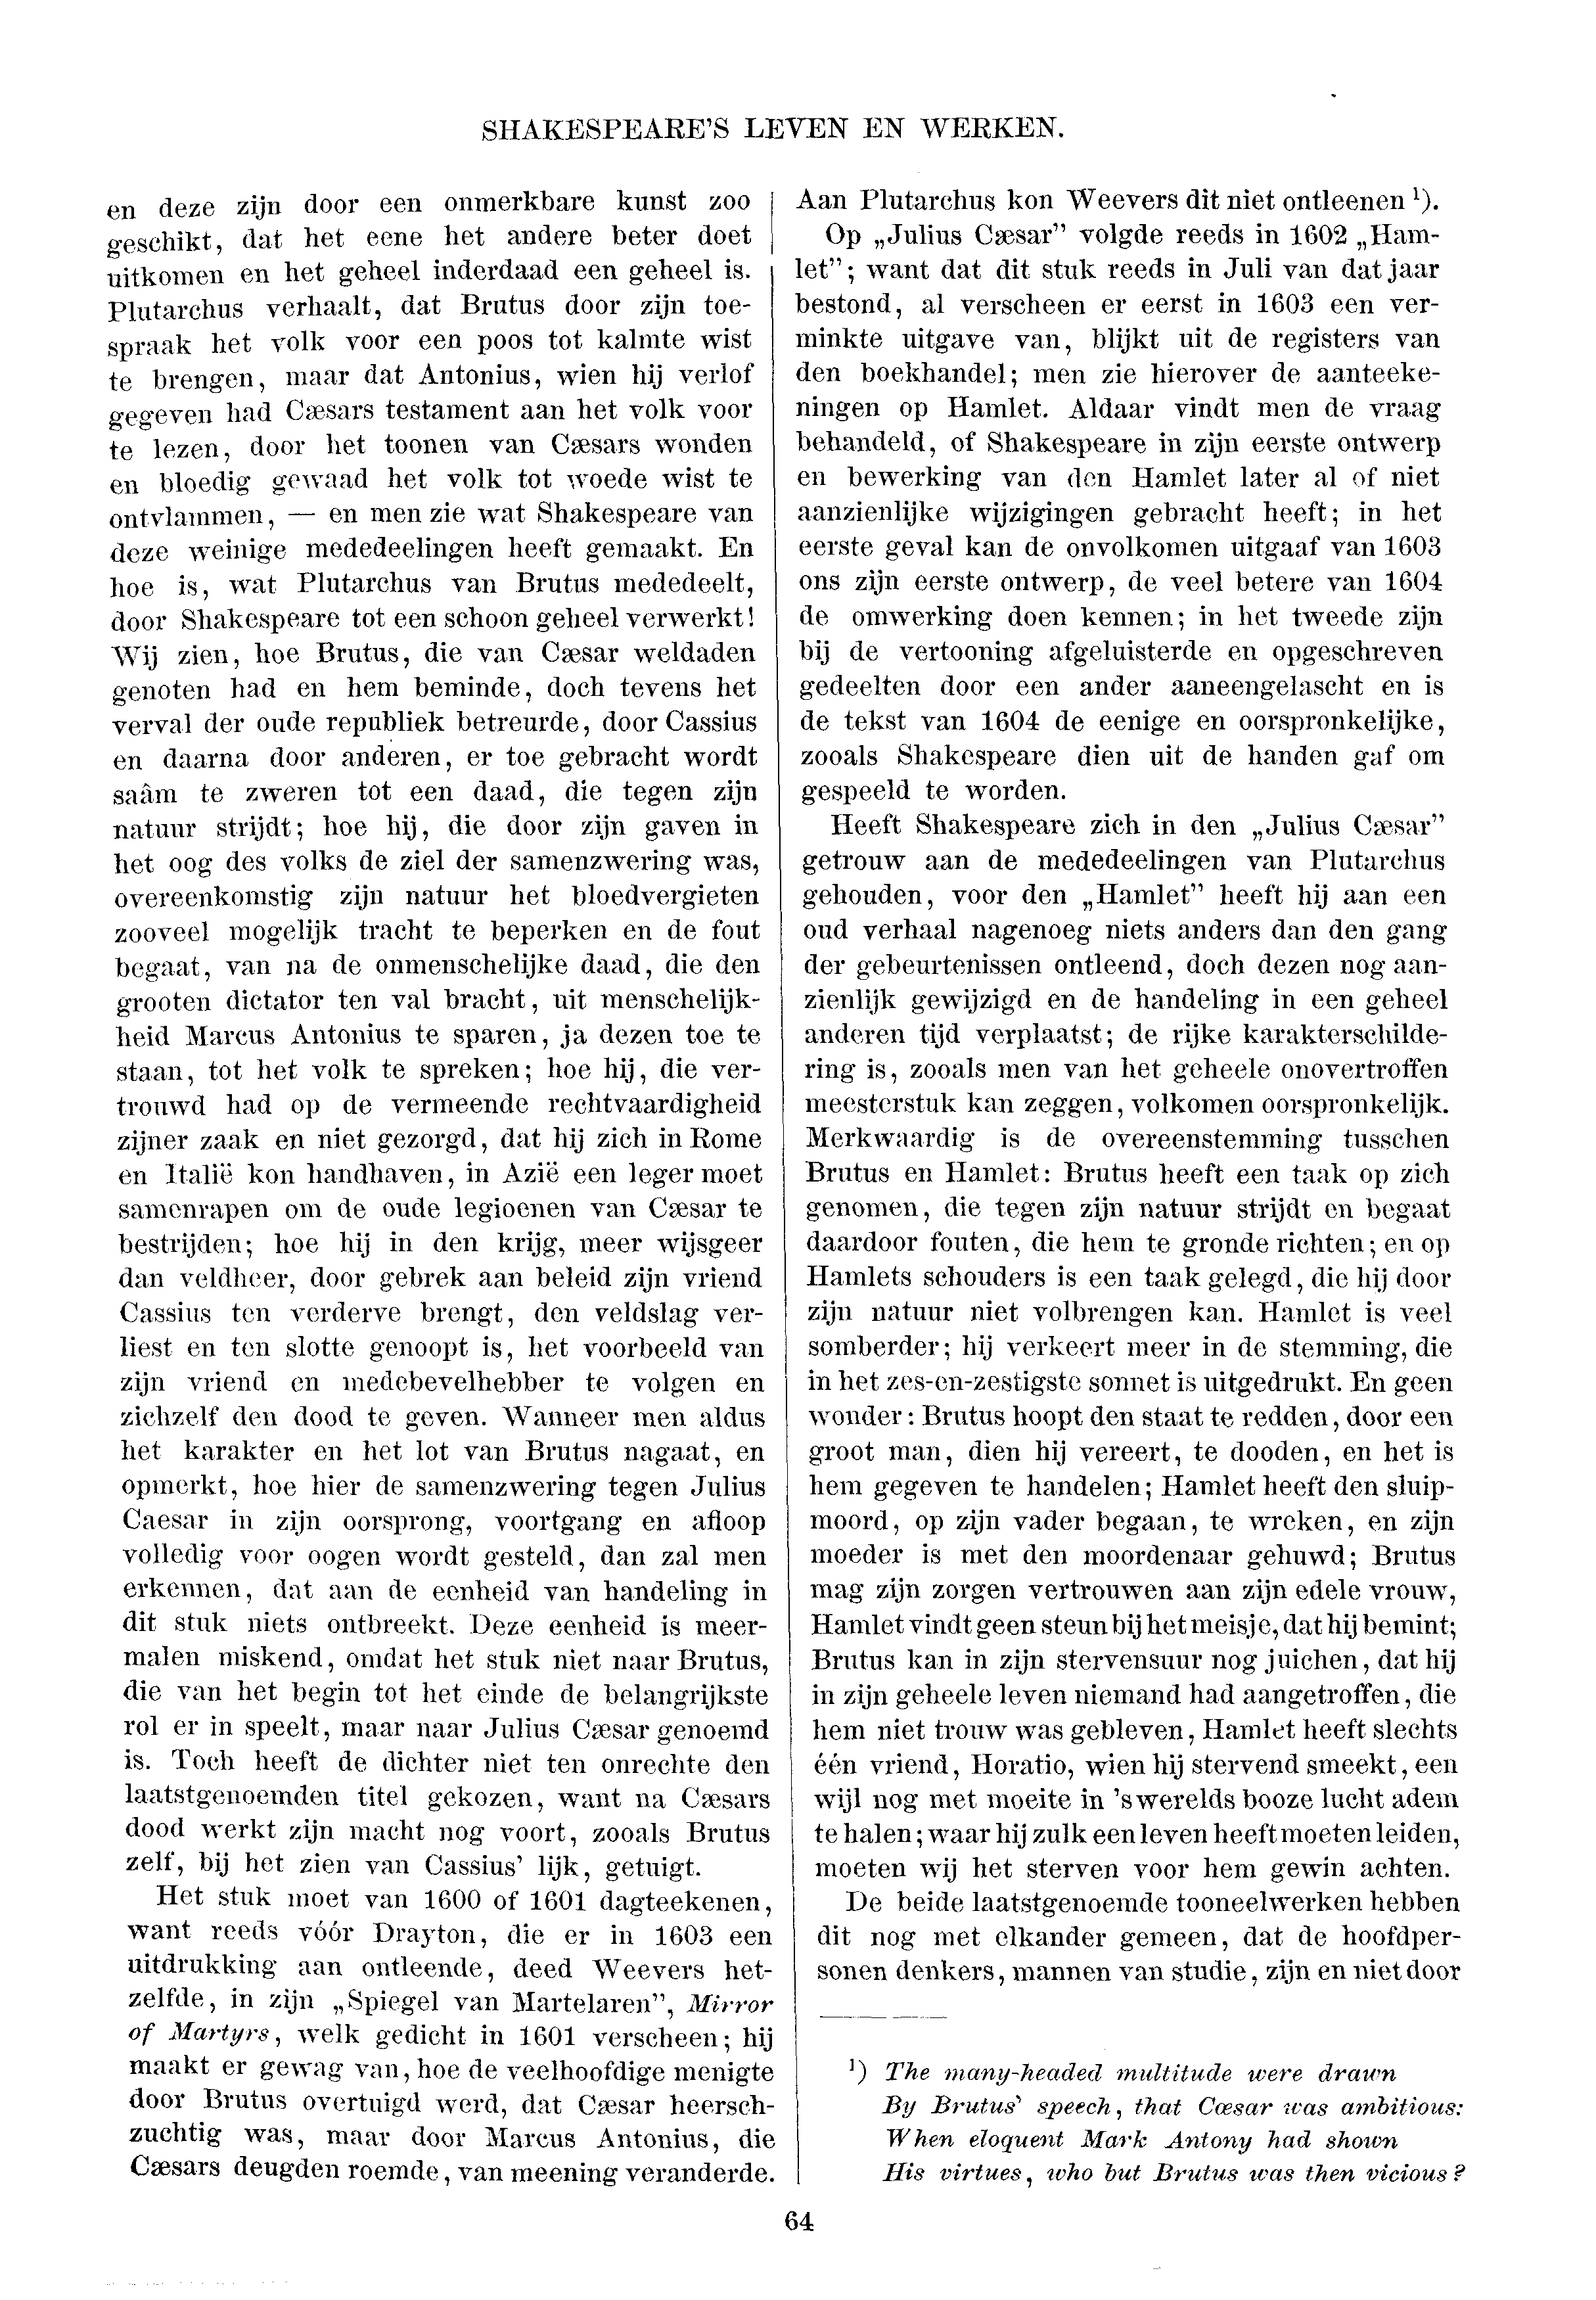 SHAKESPEARE'S LEVEN EN WERKEN.
en deze zijn door een onmerkbare kunst zoo
geschikt, dat het eene het andere beter doet
uitkomen en het geheel inderdaad een geheel is.
Plutarchus verhaalt, dat Brutus door zijn toe-
spraak het volk voor een poos tot kalmte wist
te brengen, maar dat Antonius, wien hij verlof
gegeven had Cæsars testament aan het volk voor
te lezen, door het toonen van Cæsars wonden
en bloedig gewaad het volk tot woede wist te
ontvlammen, — en men zie wat Shakespeare van
deze weinige mededeelingen heeft gemaakt. En
hoe is, wat Plutarchus van Brutus mededeelt,
door Shakespeare tot een schoon geheel verwerkt!
Wij zien, hoe Brutus, die van Cæsar weldaden
genoten had en hem beminde, doch tevens het
verval der oude republiek betreurde, door Cassius
en daarna door anderen, er toe gebracht wordt
saâm te zweren tot een daad, die tegen zijn
natuur strijdt; hoe hij, die door zijn gaven in
het oog des volks de ziel der samenzwering was,
overeenkomstig zijn natuur het bloedvergieten
zooveel mogelijk tracht te beperken en de fout
begaat, van na de onmenschelijke daad, die den
grooten dictator ten val bracht, uit menschelijk-
heid Marcus Antonius te sparen, ja dezen toe te
staan, tot het volk te spreken; hoe hij, die ver-
trouwd had op de vermeende rechtvaardigheid
zijner zaak en niet gezorgd, dat hij zich in Rome
en Italië kon handhaven, in Azië een leger moet
samenrapen om de oude legioenen van Cæsar te
bestrijden; hoe hij in den krijg, meer wijsgeer
dan veldheer, door gebrek aan beleid zijn vriend
Cassius ten verderve brengt, den veldslag ver-
liest en ten slotte genoopt is, het voorbeeld van
zijn vriend en medebevelhebber te volgen en
zichzelf den dood te geven. Wanneer men aldus
het karakter en het lot van Brutus nagaat, en
opmerkt, hoe hier de samenzwering tegen Julius
Caesar in zijn oorsprong, voortgang en afloop
volledig voor oogen wordt gesteld, dan zal men
erkennen, dat aan de eenheid van handeling in
dit stuk niets ontbreekt. Deze eenheid is meer-
malen miskend, omdat het stuk niet naar Brutus,
die van het begin tot het einde de belangrijkste
rol er in speelt, maar naar Julius Cæsar genoemd
is. Toch heeft de dichter niet ten onrechte den
laatstgenoemden titel gekozen, want na Cæsars
dood werkt zijn macht nog voort, zooals Brutus
zelf, bij het zien van Cassius' lijk, getuigt.
Het stuk moet van 1600 of 1601 dagteekenen,
want reeds vóór Drayton, die er in 1603 een
uitdrukking aan ontleende, deed Weevers het-
zelfde, in zijn „Spiegel van Martelaren", Mirror
of Martyrs, welk gedicht in 1601 verscheen; hij
maakt er gewag van, hoe de veelhoofdige menigte
door Brutus overtuigd werd, dat Cæsar heersch-
zuchtig was, maar door Marcus Antonius, die
Cæsars deugden roemde, van meening veranderde.
Aan Plutarchus kon Weevers dit niet ontleenen ¹).
Op „Julius Cæsar" volgde reeds in 1602 „Ham-
let"; want dat dit stuk reeds in Juli van dat jaar
bestond, al verscheen er eerst in 1603 een ver-
minkte uitgave van, blijkt uit de registers van
den boekhandel; men zie hierover de aanteeke-
ningen op Hamlet. Aldaar vindt men de vraag
behandeld, of Shakespeare in zijn eerste ontwerp
en bewerking van den Hamlet later al of niet
aanzienlijke wijzigingen gebracht heeft; in het
eerste geval kan de onvolkomen uitgaaf van 1603
ons zijn eerste ontwerp, de veel betere van 1604
de omwerking doen kennen; in het tweede zijn
bij de vertooning afgeluisterde en opgeschreven
gedeelten door een ander aaneengelascht en is
de tekst van 1604 de eenige en oorspronkelijke,
zooals Shakespeare dien uit de handen gaf om
gespeeld te worden.
Heeft Shakespeare zich in den „Julius Cæsar"
getrouw aan de mededeelingen van Plutarchus
gehouden, voor den „Hamlet" heeft hij aan een
oud verhaal nagenoeg niets anders dan den gang
der gebeurtenissen ontleend, doch dezen nog aan-
zienlijk gewijzigd en de handeling in een geheel
anderen tijd verplaatst; de rijke karakterschilde-
ring is, zooals men van het geheele onovertroffen
meesterstuk kan zeggen, volkomen oorspronkelijk.
Merkwaardig is de overeenstemming tusschen
Brutus en Hamlet: Brutus heeft een taak op zich
genomen, die tegen zijn natuur strijdt en begaat
daardoor fouten, die hem te gronde richten; en op
Hamlets schouders is een taak gelegd, die hij door
zijn natuur niet volbrengen kan. Hamlet is veel
somberder; hij verkeert meer in de stemming, die
in het zes-en-zestigste sonnet is uitgedrukt. En geen
wonder: Brutus hoopt den staat te redden, door een
groot man, dien hij vereert, te dooden, en het is
hem gegeven te handelen; Hamlet heeft den sluip-
moord, op zijn vader begaan, te wreken, en zijn
moeder is met den moordenaar gehuwd; Brutus
mag zijn zorgen vertrouwen aan zijn edele vrouw,
Hamlet vindt geen steun bij het meisje, dat hij bemint;
Brutus kan in zijn stervensuur nog juichen, dat hij
in zijn geheele leven niemand had aangetroffen, die
hem niet trouw was gebleven, Hamlet heeft slechts
één vriend, Horatio, wien hij stervend smeekt, een
wijl nog met moeite in 's werelds booze lucht adem
te halen; waar hij zulk een leven heeft moeten leiden,
moeten wij het sterven voor hem gewin achten.
De beide laatstgenoemde tooneelwerken hebben
dit nog met elkander gemeen, dat de hoofdper-
sonen denkers, mannen van studie, zijn en niet door
¹) The many-headed multitude were drawn
By Brutus' speech, that Cæsar was ambitious:
When eloquent Mark Antony had shown
His virtues, who but Brutus was then vicious?
64